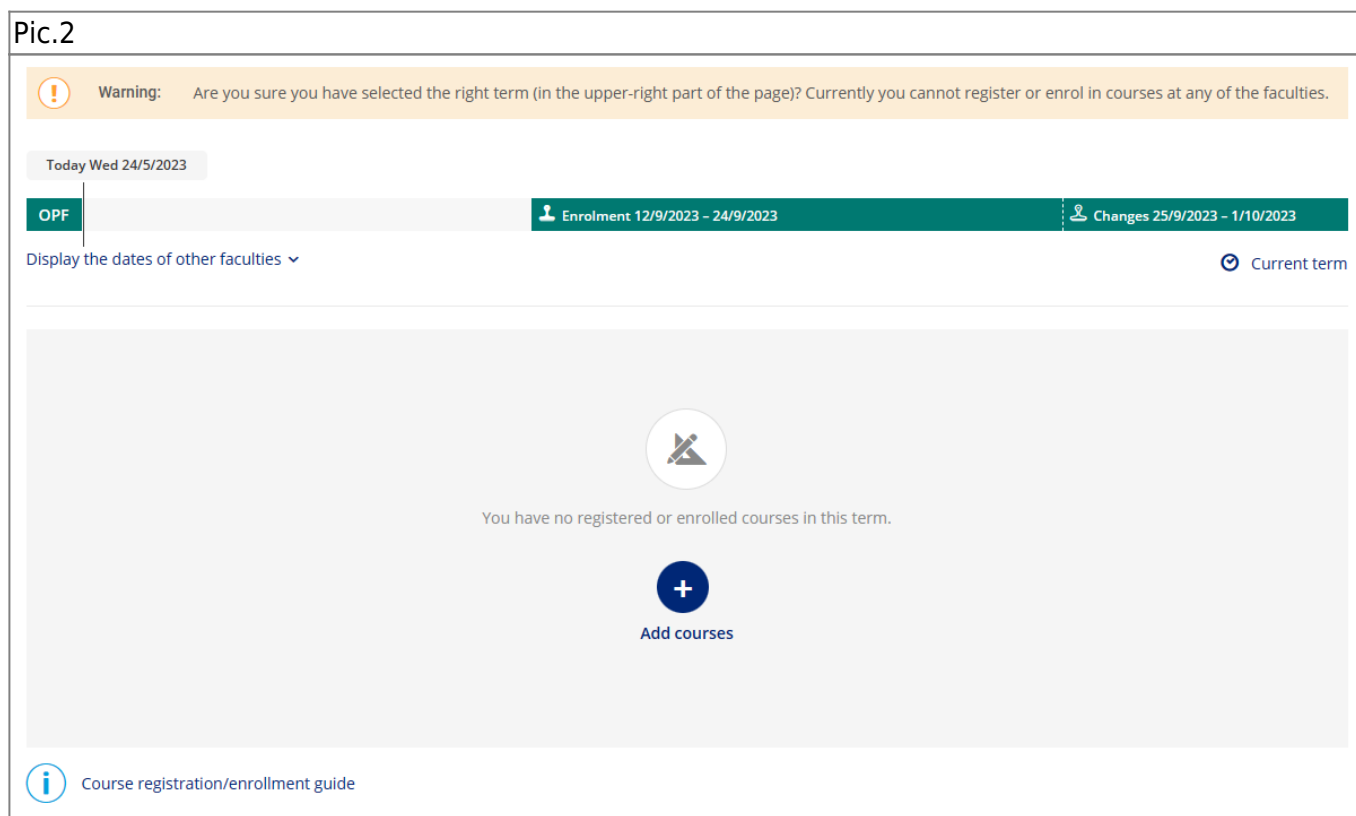 Pic.2
Warning: Are you sure you have selected the right term (in the upper-right part of the page)? Currently you cannot register or enrol in courses at any of the faculties.
Today Wed 24/5/2023
OPF Enrolment 12/9/2023 – 24/9/2023 Changes 25/9/2023 – 1/10/2023
Display the dates of other faculties Current term
You have no registered or enrolled courses in this term.
Add courses
Course registration/enrollment guide